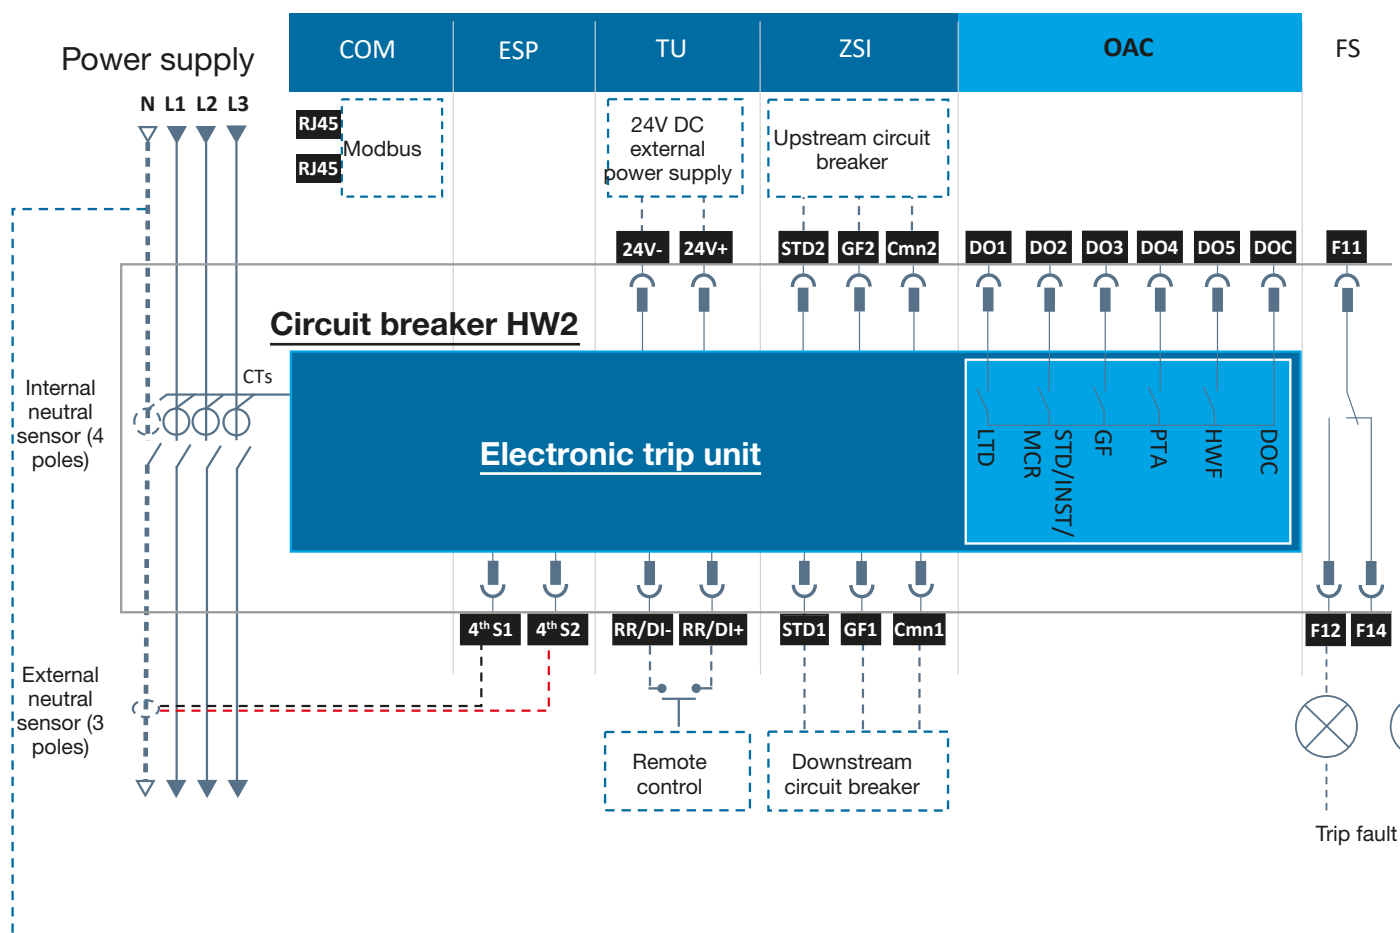 Power supply
COM
ESP
TU
ZSI
OAC
FS
N L1 L2 L3
RJ45
RJ45
Modbus
24V DC
external
power supply
Upstream circuit
breaker
24V-
24V+
STD2
GF2
Cmn2
DO1
DO2
DO3
DO4
DO5
DOC
F11
Circuit breaker HW2
CTs
Internal
neutral
sensor (4
poles)
Electronic trip unit
LTD
STD/INST/
MCR
GF
PTA
HWF
DOC
4th S1
4th S2
RR/DI-
RR/DI+
STD1
GF1
Cmn1
F12
F14
External
neutral
sensor (3
poles)
Remote
control
Downstream
circuit breaker
Trip fault